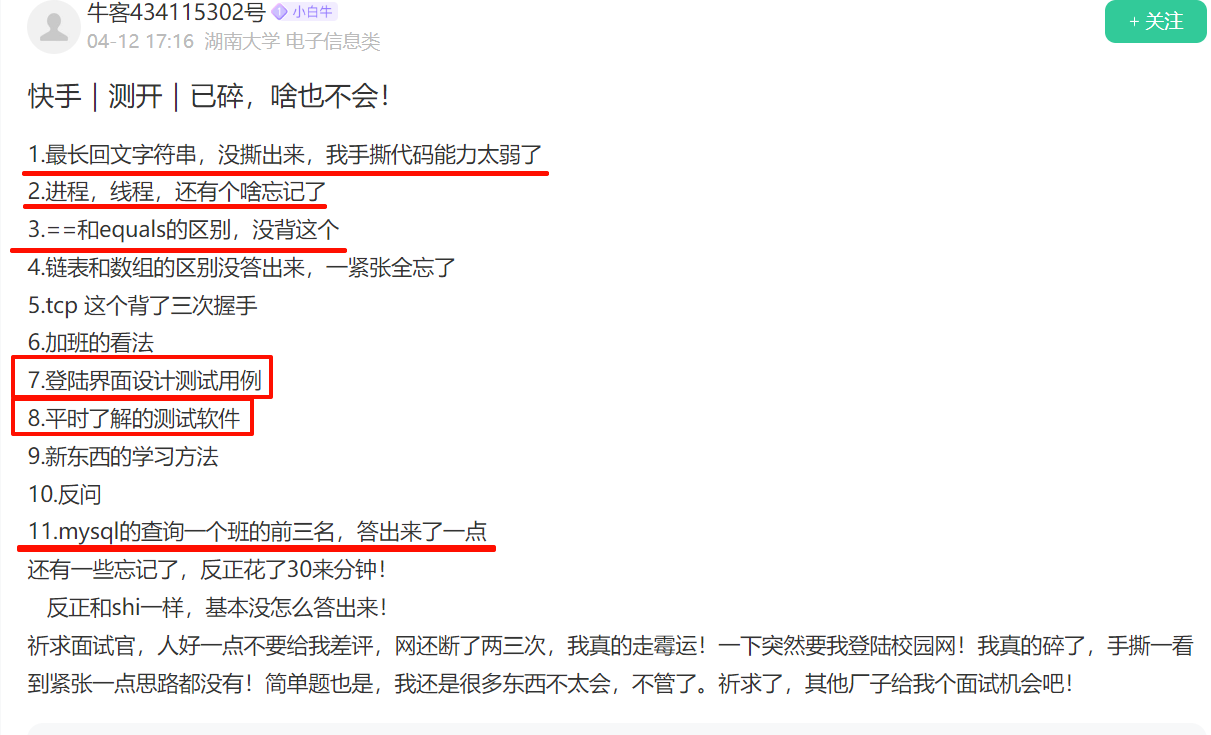 牛客434115302号 小白牛
04-12 17:16 湖南大学 电子信息类
+ 关注
快手｜测开｜已碎，啥也不会！
1.最长回文字符串，没撕出来，我手撕代码能力太弱了
2.进程，线程，还有个啥忘记了
3.==和equals的区别，没背这个
4.链表和数组的区别没答出来，一紧张全忘了
5.tcp 这个背了三次握手
6.加班的看法
7.登陆界面设计测试用例
8.平时了解的测试软件
9.新东西的学习方法
10.反问
11.mysql的查询一个班的前三名，答出来了一点
还有一些忘记了，反正花了30来分钟！
反正和shi一样，基本没怎么答出来！
祈求面试官，人好一点不要给我差评，网还断了两三次，我真的走霉运！一下突然要我登陆校园网！我真的碎了，手撕一看
到紧张一点思路都没有！简单题也是，我还是很多东西不太会，不管了。祈求了，其他厂子给我个面试机会吧！